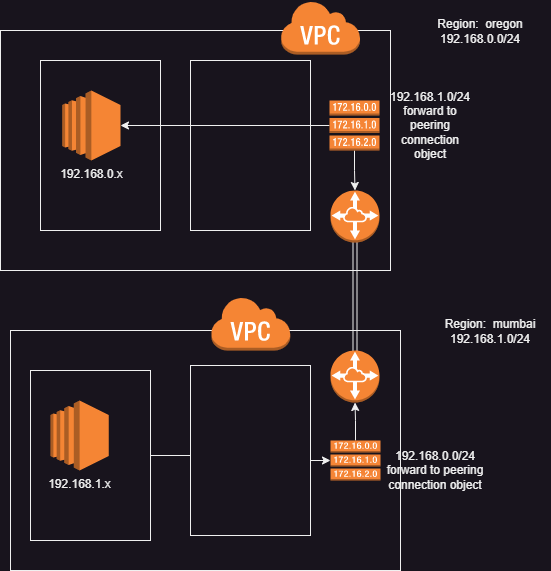 Region: oregon
192.168.0.0/24
VPC
172.16.0.0
172.16.1.0
172.16.2.0
192.168.1.0/24
forward to
peering
connection
object
192.168.0.x
VPC
Region: mumbai
192.168.1.0/24
172.16.0.0
172.16.1.0
172.16.2.0
192.168.0.0/24
forward to peering
connection object
192.168.1.x